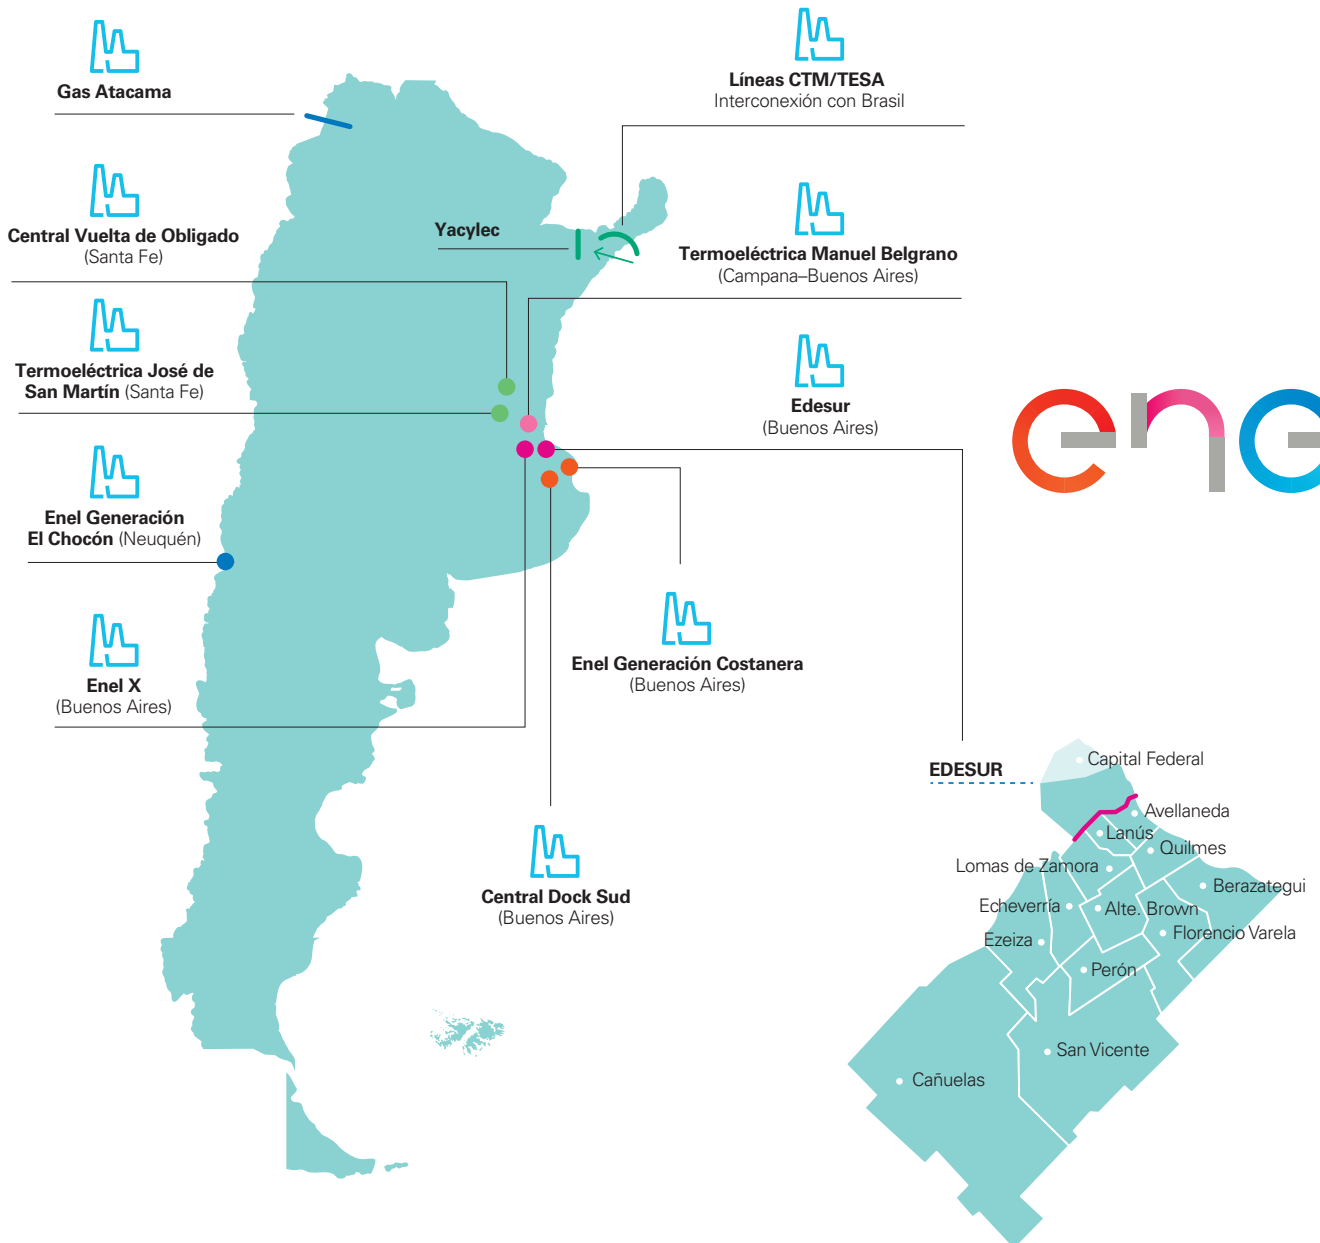 Gas Atacama
Líneas CTM/TESA
Interconexión con Brasil
Central Vuelta de Obligado
(Santa Fe)
Yacylec
Termoeléctrica Manuel Belgrano
(Campana–Buenos Aires)
Termoeléctrica José de
San Martín (Santa Fe)
Edesur
(Buenos Aires)
ene
Enel Generación
El Chocón (Neuquén)
Enel X
(Buenos Aires)
Enel Generación Costanera
(Buenos Aires)
Central Dock Sud
(Buenos Aires)
EDESUR
Capital Federal
Avellaneda
Lanús
Quilmes
Lomas de Zamora
Berazategui
Echeverría
Alte. Brown
Florencio Varela
Ezeiza
Perón
San Vicente
Cañuelas